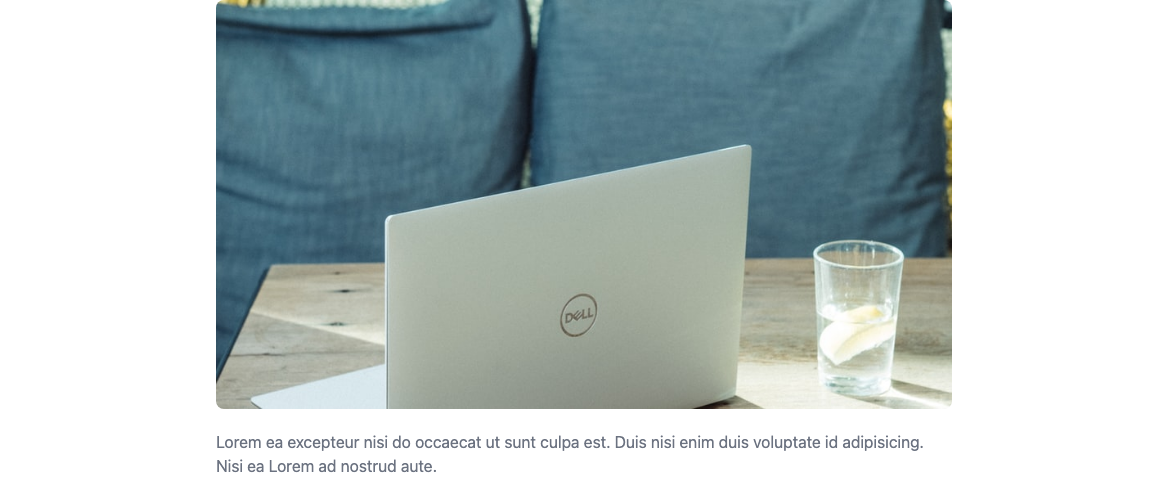 DELL
Lorem ea excepteur nisi do occaecat ut sunt culpa est. Duis nisi enim duis voluptate id adipisicing.
Nisi ea Lorem ad nostrud aute.